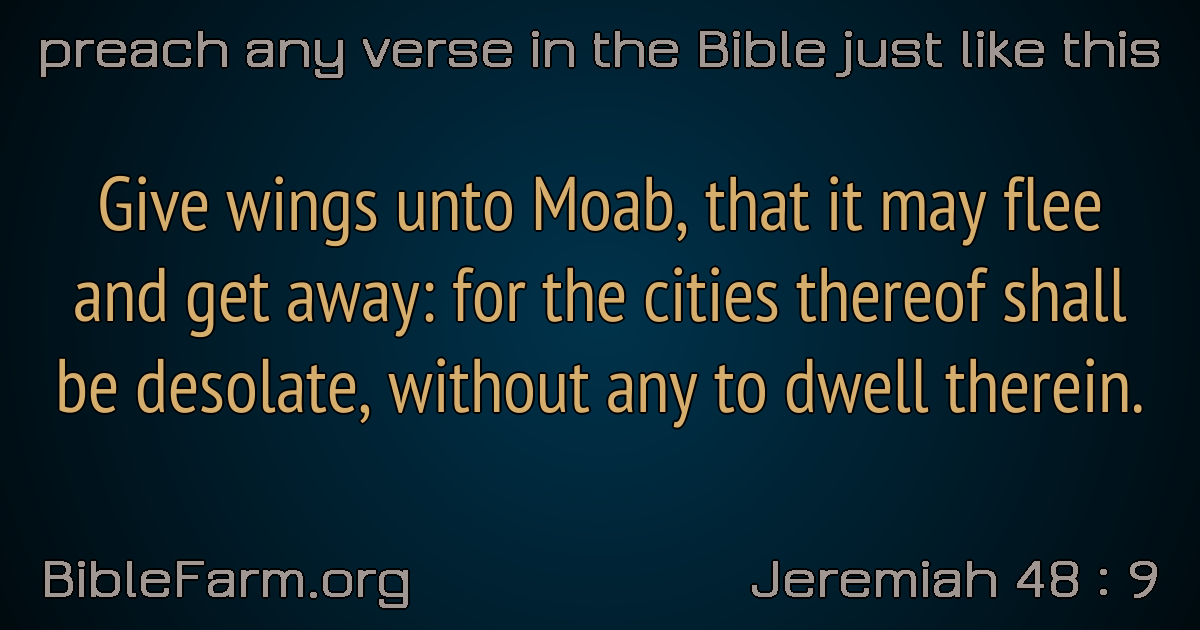 preach any verse in the Bible just like this
Give wings unto Moab, that it may flee
and get away: for the cities thereof shall
be desolate, without any to dwell therein.
BibleFarm.org
Jeremiah 48 : 9